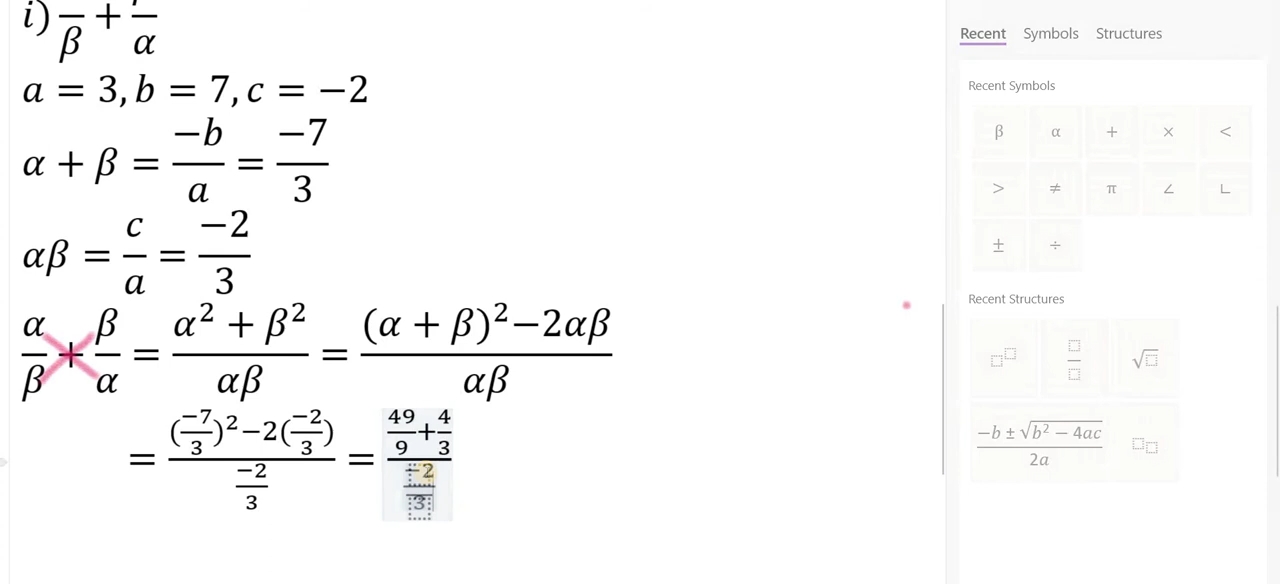 i) —/β + —/α
a = 3, b = 7, c = −2
α + β = −b/a = −7/3
αβ = c/a = −2/3
α/β + β/α = (α² + β²)/(αβ) = ((α + β)² − 2αβ)/(αβ)
= ((−7/3)² − 2(−2/3))/(−2/3) = (49/9 + 4/3)/(−2/3)
Recent Symbols Structures
Recent Symbols
β α + × <
> ≠ π ∠ ∟
± ÷
Recent Structures
□^□ □/□ √□
(−b ± √(b² − 4ac))/2a □□